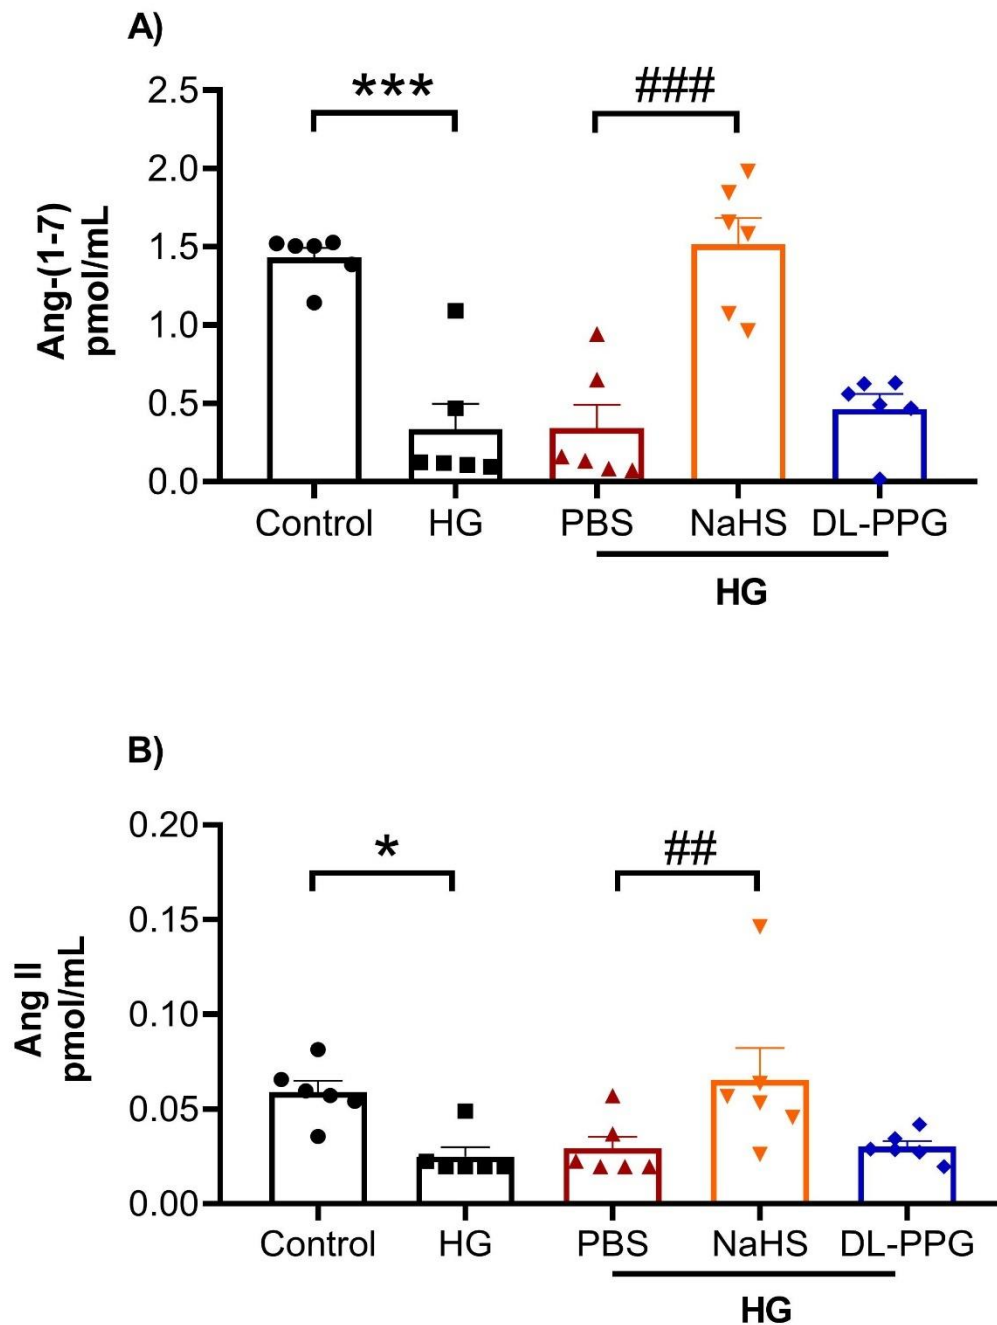 A)
***
###
2.5
2.0
1.5
1.0
0.5
0.0
Ang-(1-7)
pmol/mL
Control HG PBS NaHS DL-PPG
HG
B)
*
##
0.20
0.15
0.10
0.05
0.00
Ang II
pmol/mL
Control HG PBS NaHS DL-PPG
HG